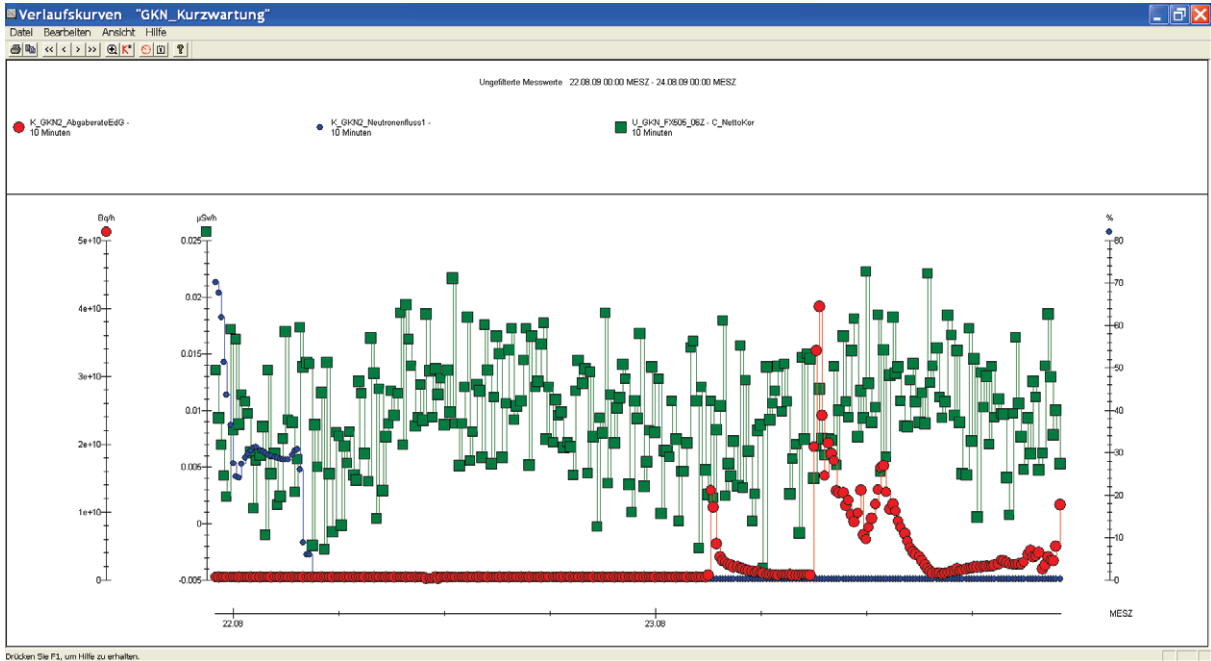 Verlaufskurven "GKN_Kurzwartung"
Datei Bearbeiten Ansicht Hilfe
<< < > >> K* ?
Ungefilterte Messwerte 22.08.09 00:00 MESZ - 24.08.09 00:00 MESZ
K_GKN2_AbgaberateEdG -
10 Minuten
K_GKN2_Neutronenfluss1 -
10 Minuten
U_GKN_FX505_06Z - C_NettoKor
10 Minuten
Bq/h
µSv/h
%
5e+10
4e+10
3e+10
2e+10
1e+10
0
0.025
0.02
0.015
0.01
0.005
0
-0.005
80
70
60
50
40
30
20
10
0
22.08
23.08
MESZ
Drücken Sie F1, um Hilfe zu erhalten.